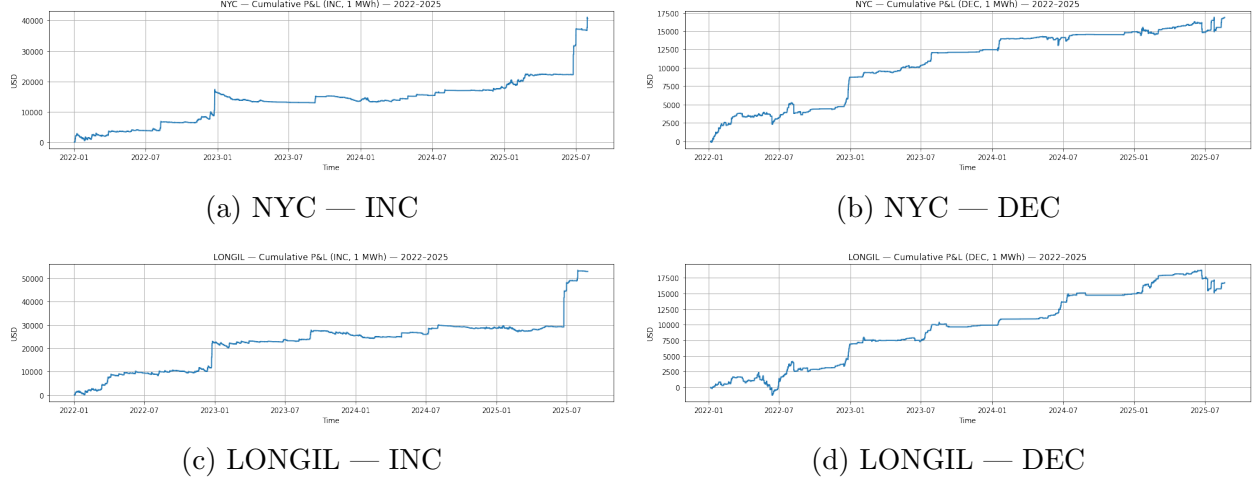 NYC — Cumulative P&L (INC, 1 MWh) — 2022–2025
40000
30000
20000
10000
0
USD
2022-01 2022-07 2023-01 2023-07 2024-01 2024-07 2025-01 2025-07
Time
(a) NYC — INC
NYC — Cumulative P&L (DEC, 1 MWh) — 2022–2025
17500
15000
12500
10000
7500
5000
2500
0
USD
2022-01 2022-07 2023-01 2023-07 2024-01 2024-07 2025-01 2025-07
Time
(b) NYC — DEC
LONGIL — Cumulative P&L (INC, 1 MWh) — 2022–2025
50000
40000
30000
20000
10000
0
USD
2022-01 2022-07 2023-01 2023-07 2024-01 2024-07 2025-01 2025-07
Time
(c) LONGIL — INC
LONGIL — Cumulative P&L (DEC, 1 MWh) — 2022–2025
17500
15000
12500
10000
7500
5000
2500
0
USD
2022-01 2022-07 2023-01 2023-07 2024-01 2024-07 2025-01 2025-07
Time
(d) LONGIL — DEC